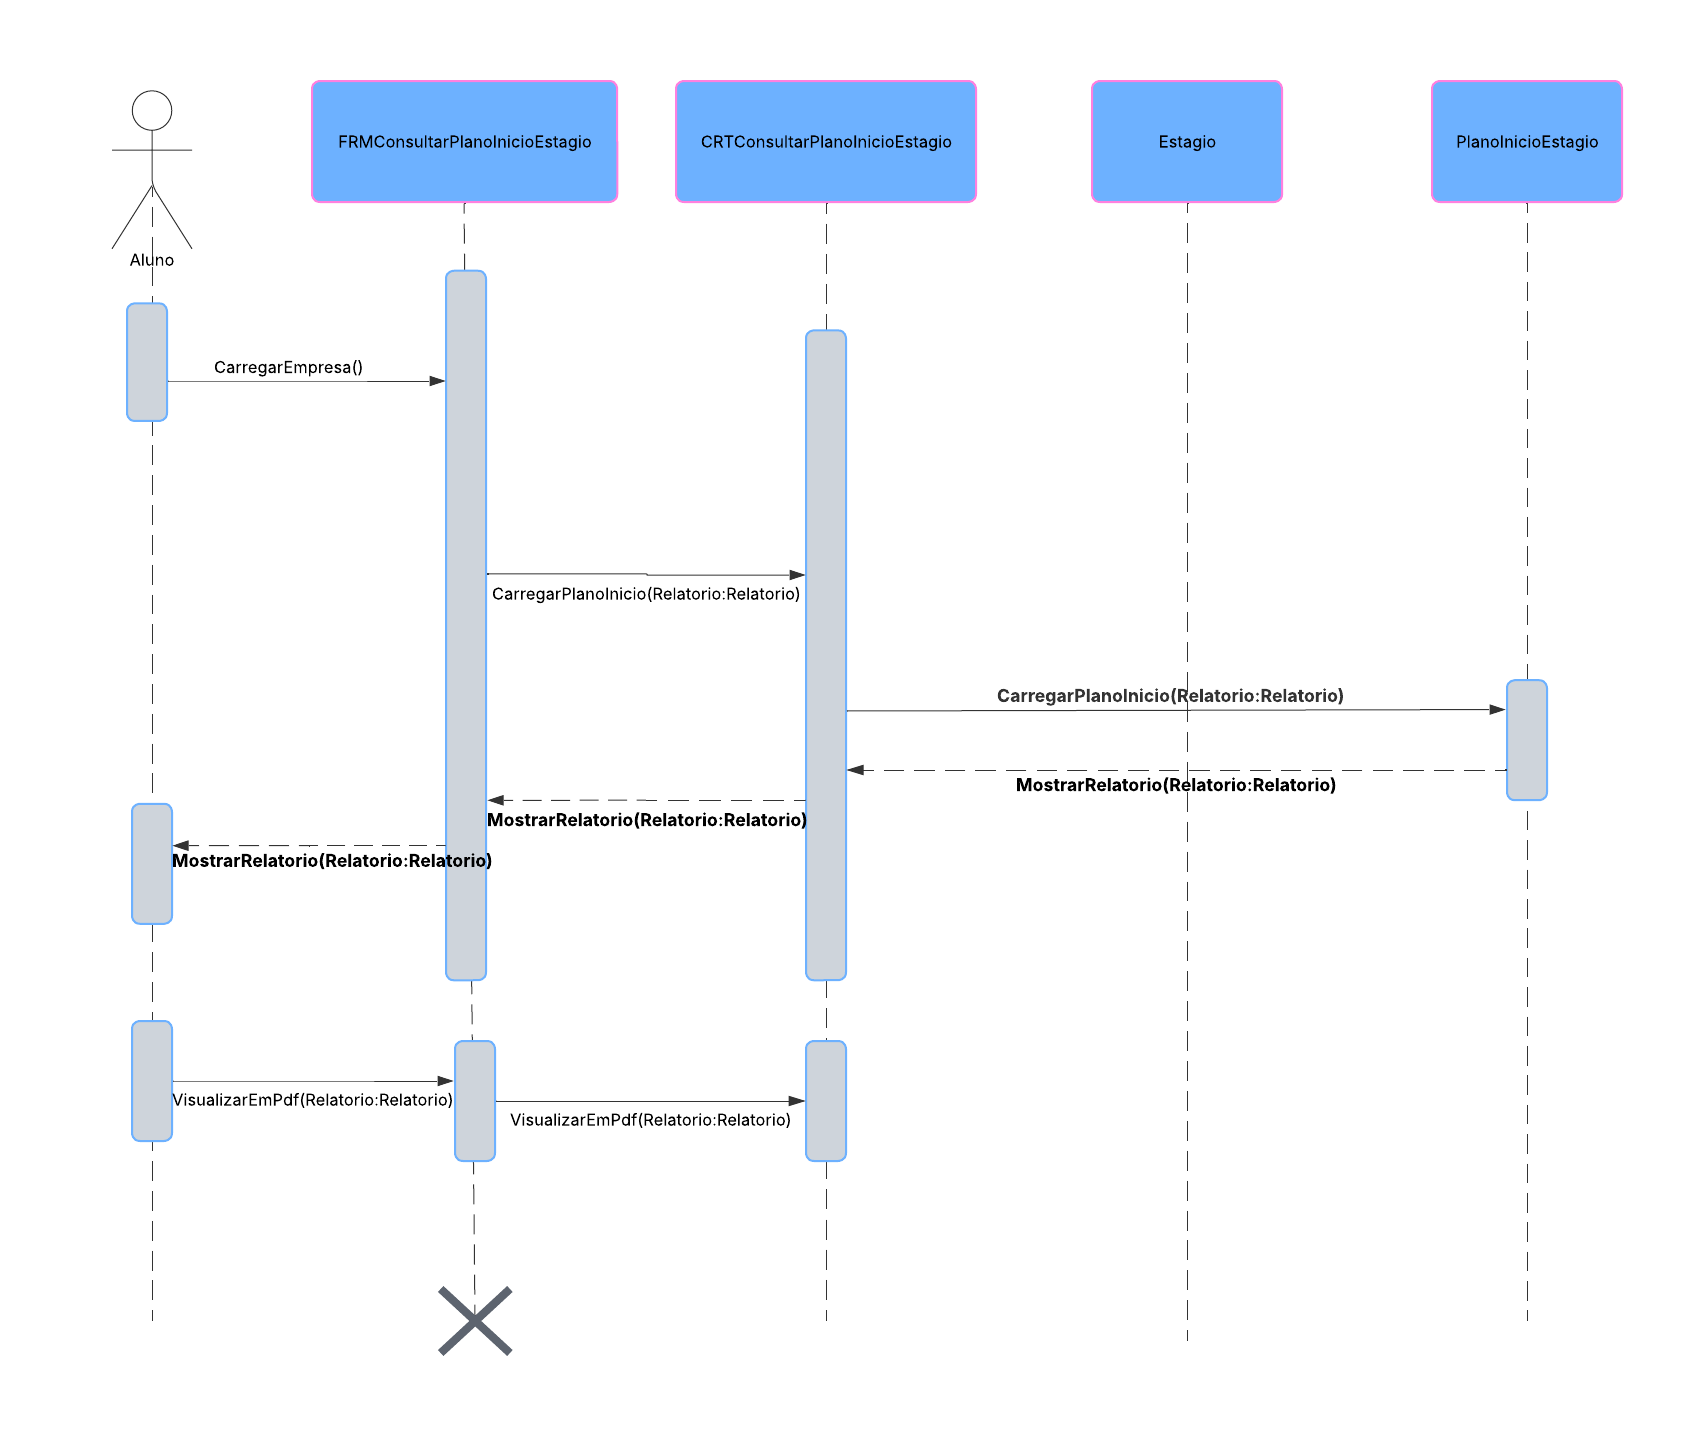 FRMConsultarPlanoInicioEstagio
CRTConsultarPlanoInicioEstagio
Estagio
PlanoInicioEstagio
Aluno
CarregarEmpresa()
CarregarPlanoInicio(Relatorio:Relatorio)
CarregarPlanoInicio(Relatorio:Relatorio)
MostrarRelatorio(Relatorio:Relatorio)
MostrarRelatorio(Relatorio:Relatorio)
MostrarRelatorio(Relatorio:Relatorio)
VisualizarEmPdf(Relatorio:Relatorio)
VisualizarEmPdf(Relatorio:Relatorio)